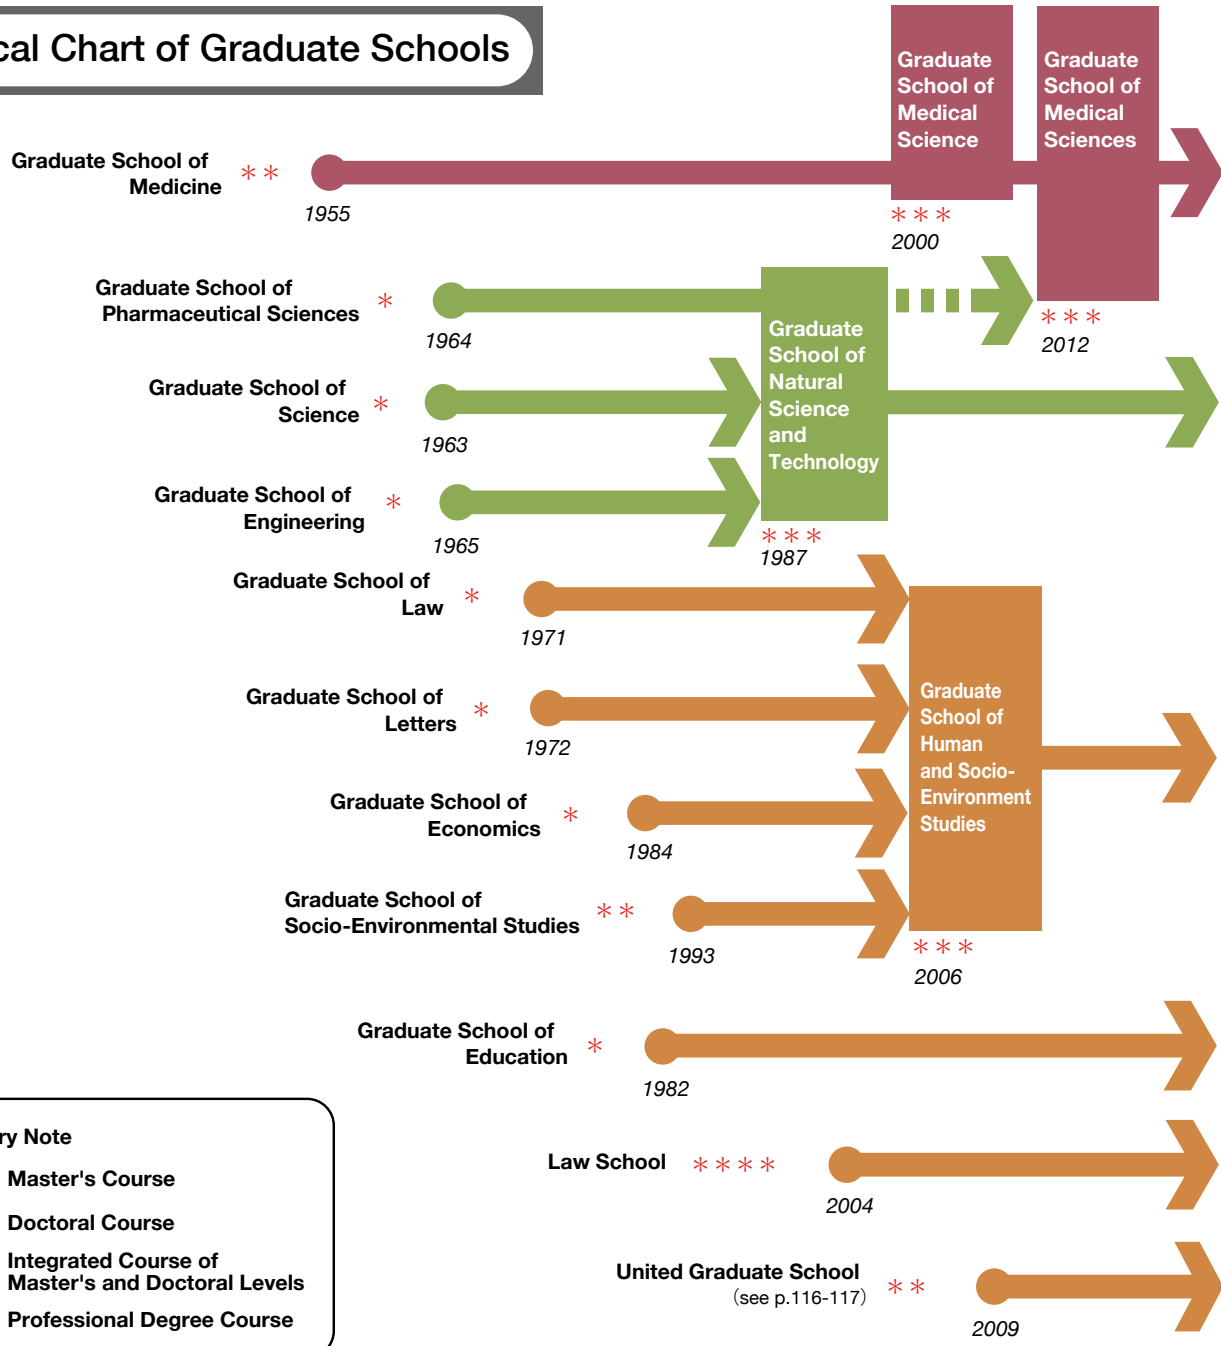 cal Chart of Graduate Schools
Graduate
School of
Medical
Science
Graduate
School of
Medical
Sciences
Graduate School of
Medicine
**
1955
***
2000
Graduate School of
Pharmaceutical Sciences
*
1964
***
2012
Graduate
School of
Natural
Science
and
Technology
Graduate School of
Science
*
1963
Graduate School of
Engineering
*
1965
***
1987
Graduate School of
Law
*
1971
Graduate School of
Letters
*
1972
Graduate
School of
Human
and Socio-
Environment
Studies
Graduate School of
Economics
*
1984
Graduate School of
Socio-Environmental Studies
**
1993
***
2006
Graduate School of
Education
*
1982
ry Note
Master's Course
Doctoral Course
Integrated Course of
Master's and Doctoral Levels
Professional Degree Course
Law School
****
2004
United Graduate School
(see p.116-117)
**
2009